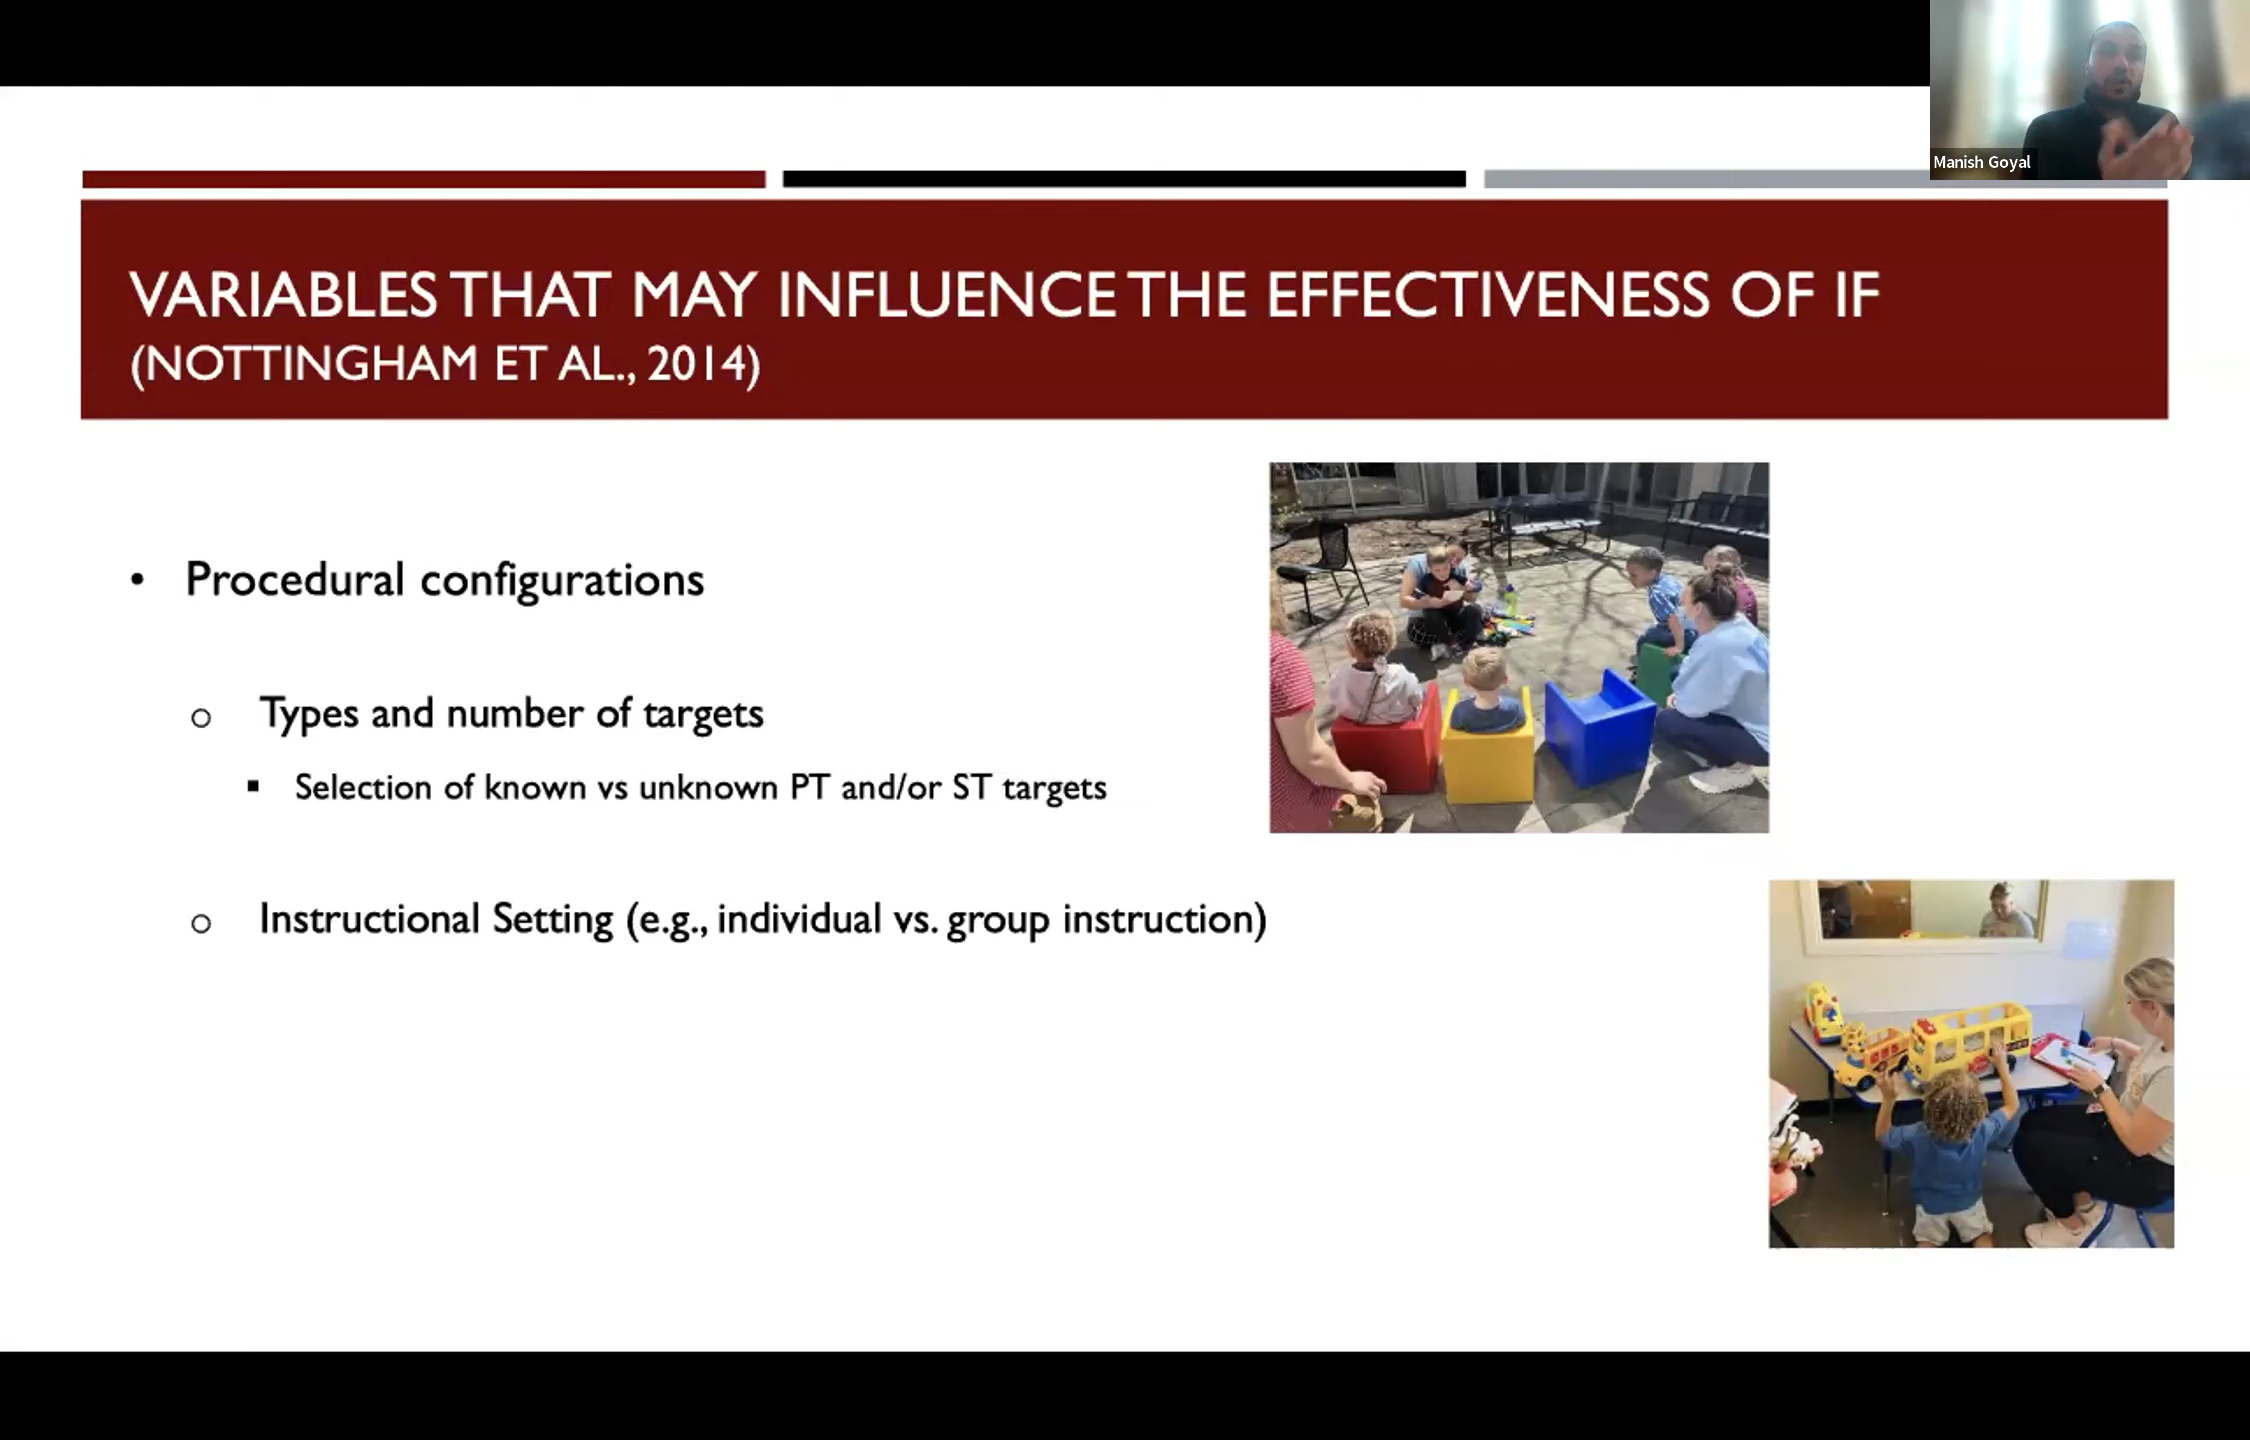 Manish Goyal
VARIABLES THAT MAY INFLUENCE THE EFFECTIVENESS OF IF
(NOTTINGHAM ET AL., 2014)
• Procedural configurations
o Types and number of targets
▪ Selection of known vs unknown PT and/or ST targets
o Instructional Setting (e.g., individual vs. group instruction)